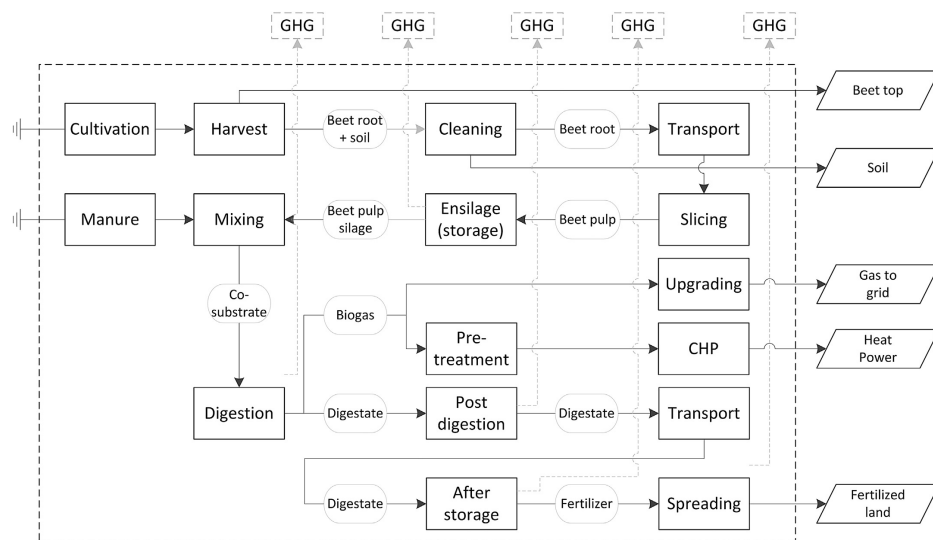 GHG
GHG
GHG
GHG
GHG
Beet top
Cultivation
Harvest
Beet root
+ soil
Cleaning
Beet root
Transport
Soil
Manure
Mixing
Beet pulp
silage
Ensilage
(storage)
Beet pulp
Slicing
Co-
substrate
Biogas
Upgrading
Gas to
grid
Pre-
treatment
CHP
Heat
Power
Digestion
Digestate
Post
digestion
Digestate
Transport
Digestate
After
storage
Fertilizer
Spreading
Fertilized
land